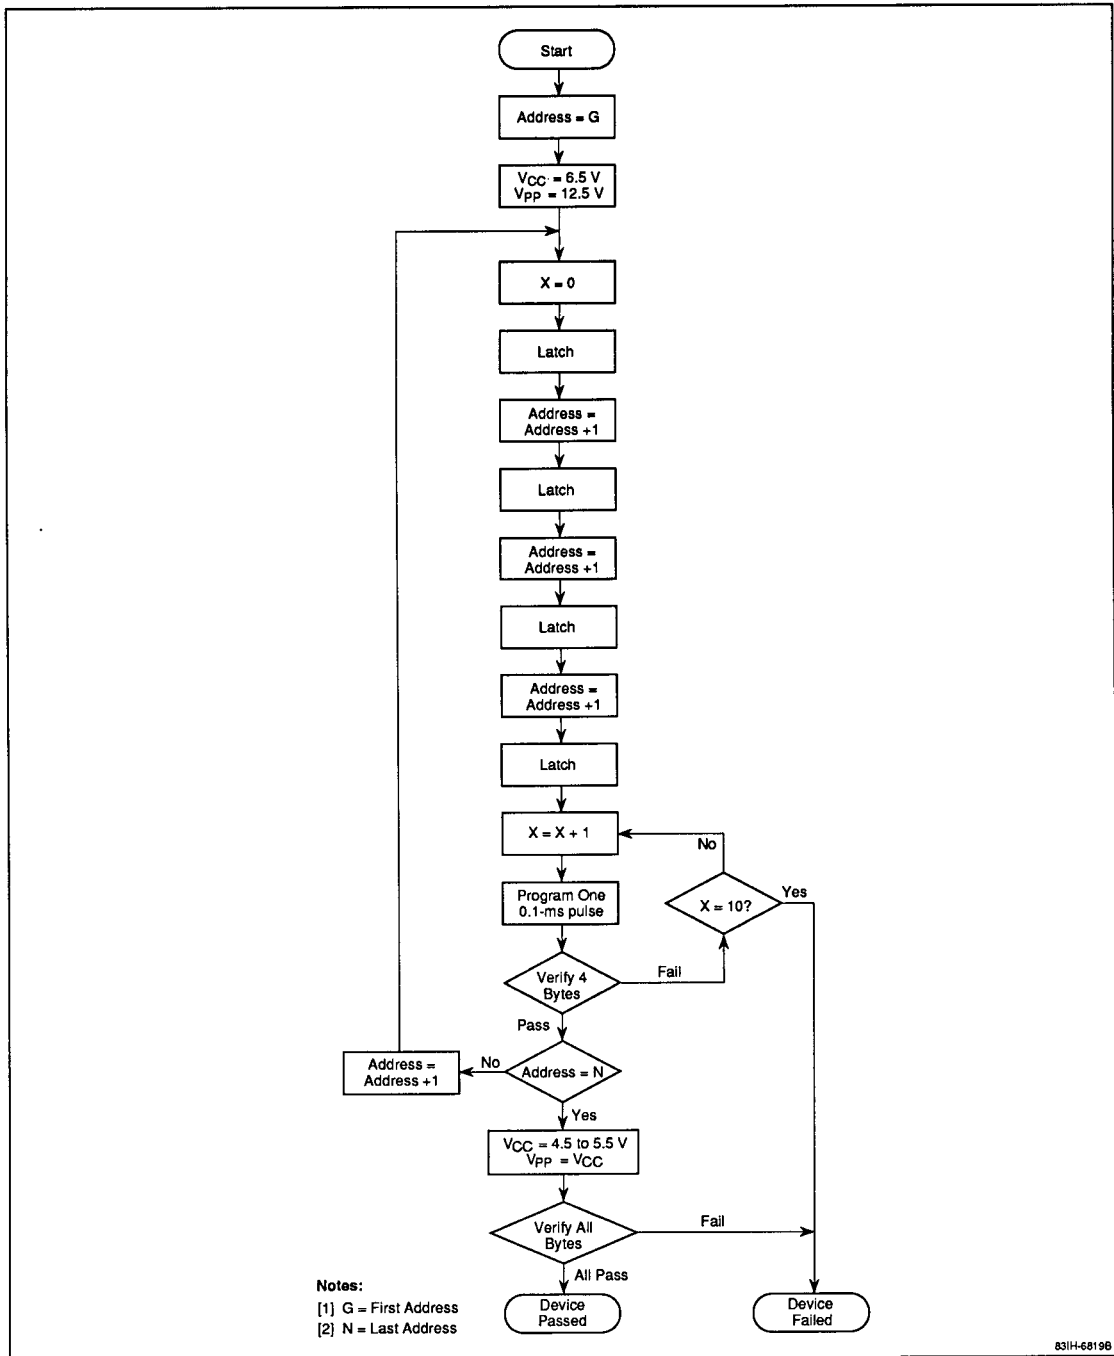 Start
Address = G
VCC = 6.5 V
VPP = 12.5 V
X = 0
Latch
Address =
Address +1
Latch
Address =
Address +1
Latch
Address =
Address +1
Latch
X = X + 1
No
Program One
0.1-ms pulse
X = 10?
Yes
Verify 4
Bytes
Fail
Pass
Address =
Address +1
No
Address = N
Yes
VCC = 4.5 to 5.5 V
VPP = VCC
Verify All
Bytes
Fail
All Pass
Device
Passed
Device
Failed
Notes:
[1] G = First Address
[2] N = Last Address
83IH-6819B